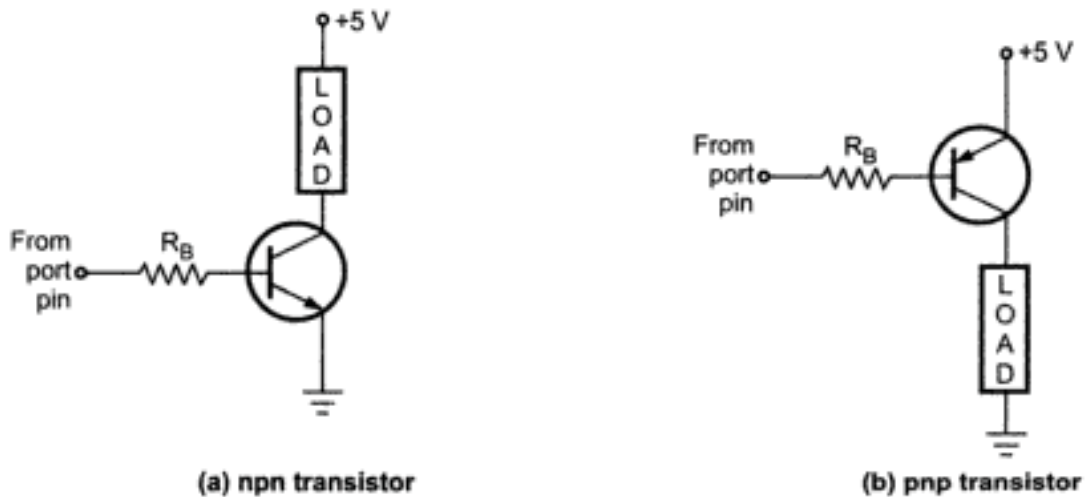 +5 V
L
O
A
D
From
port
pin
R_B
(a) npn transistor
+5 V
From
port
pin
R_B
L
O
A
D
(b) pnp transistor